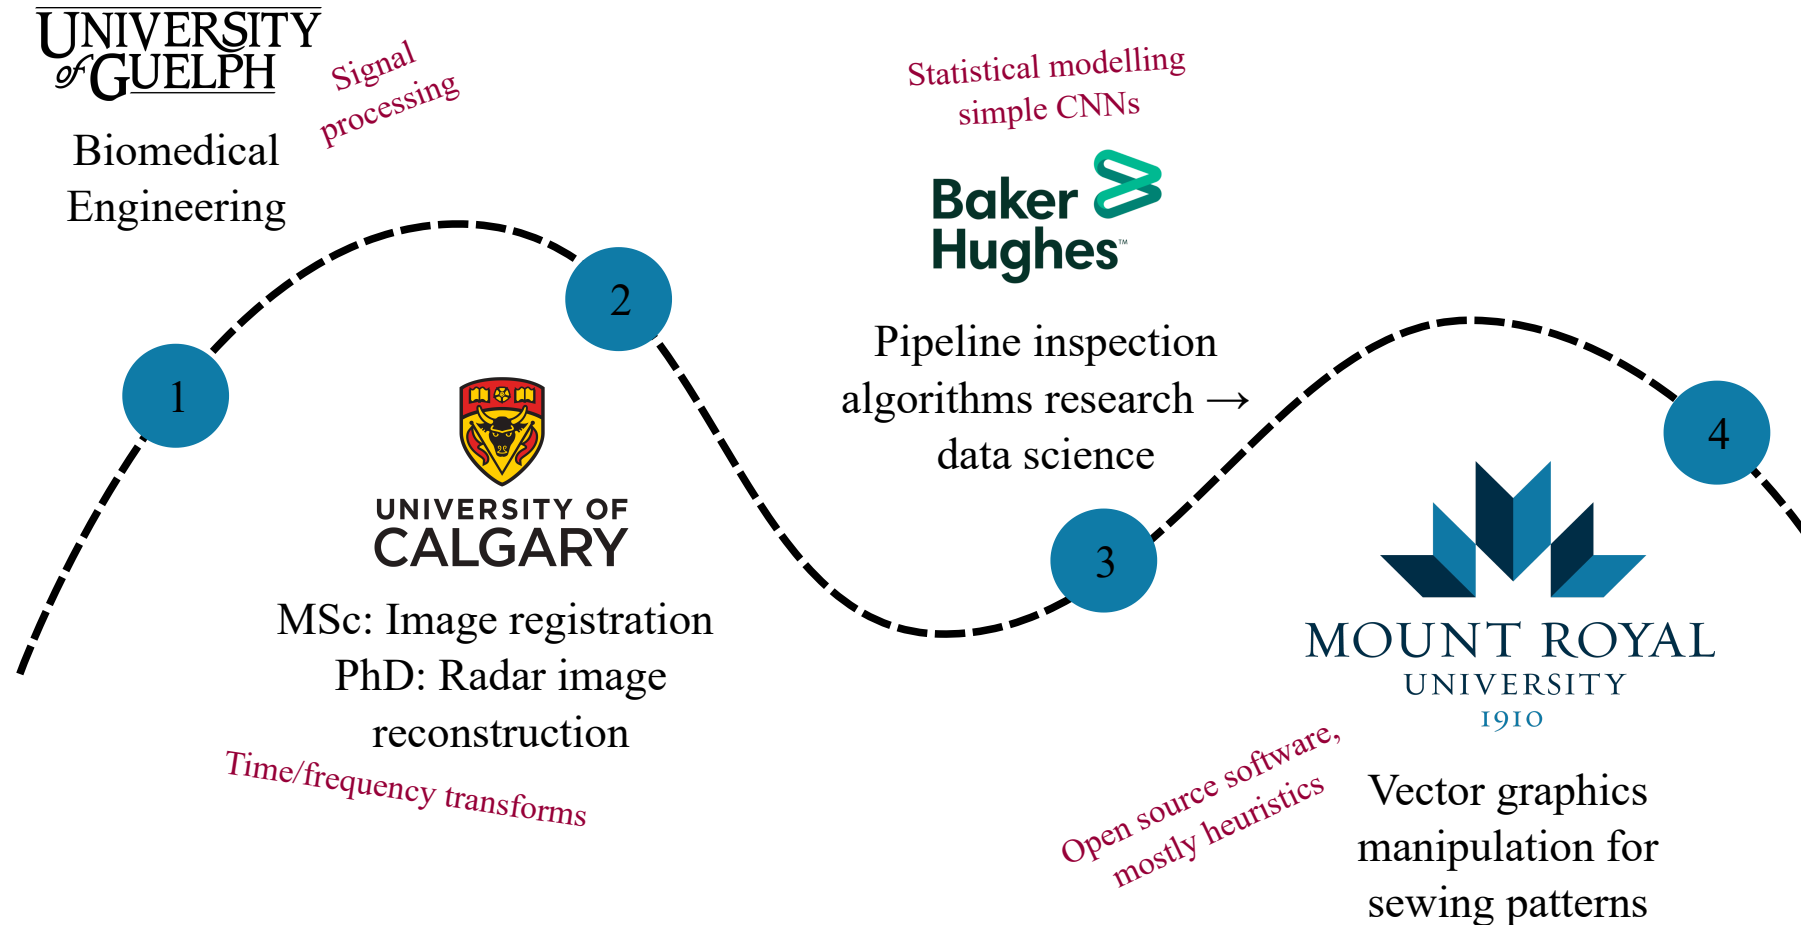 UNIVERSITY
of GUELPH
Biomedical
Engineering
Signal
processing
1
2
UNIVERSITY OF
CALGARY
MSc: Image registration
PhD: Radar image
reconstruction
Time/frequency transforms
Statistical modelling
simple CNNs
Baker
Hughes™
Pipeline inspection
algorithms research →
data science
3
4
MOUNT ROYAL
UNIVERSITY
1910
Open source software,
mostly heuristics
Vector graphics
manipulation for
sewing patterns